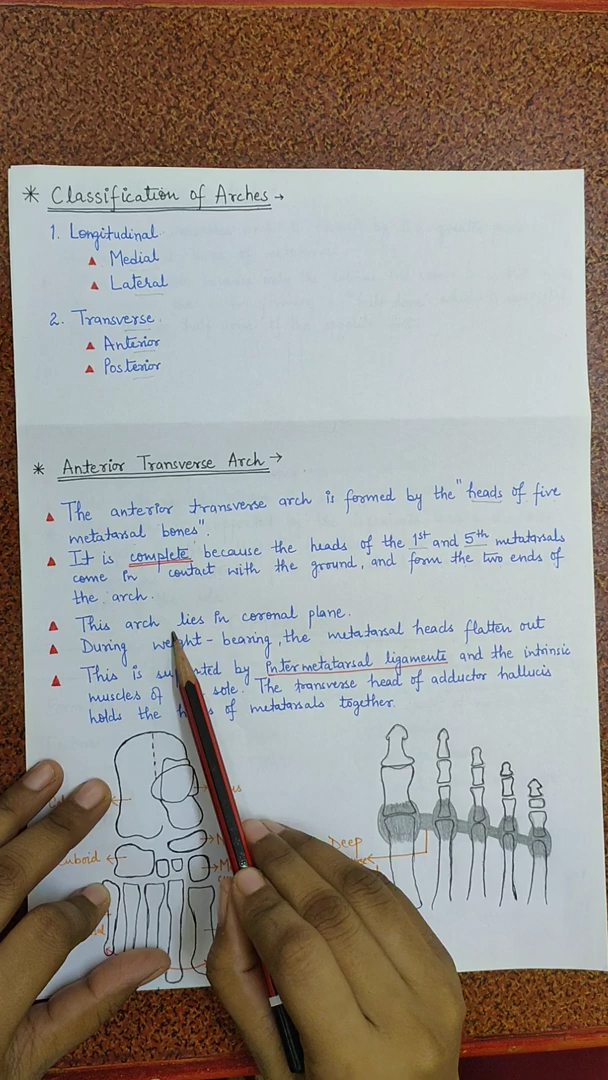 * Classification of Arches →
1. Longitudinal
▲ Medial
▲ Lateral
2. Transverse
▲ Anterior
▲ Posterior
* Anterior Transverse Arch →
▲ The anterior transverse arch is formed by the "heads of five
metatarsal bones".
▲ It is complete because the heads of the 1st and 5th metatarsals
come in contact with the ground, and form the two ends of
the arch.
▲ This arch lies in coronal plane.
▲ During weight-bearing, the metatarsal heads flatten out
▲ This is by intermetatarsal ligaments and the intrinsic
muscles of sole. The transverse head of adductor hallucis
holds the of metatarsals together.
Deep